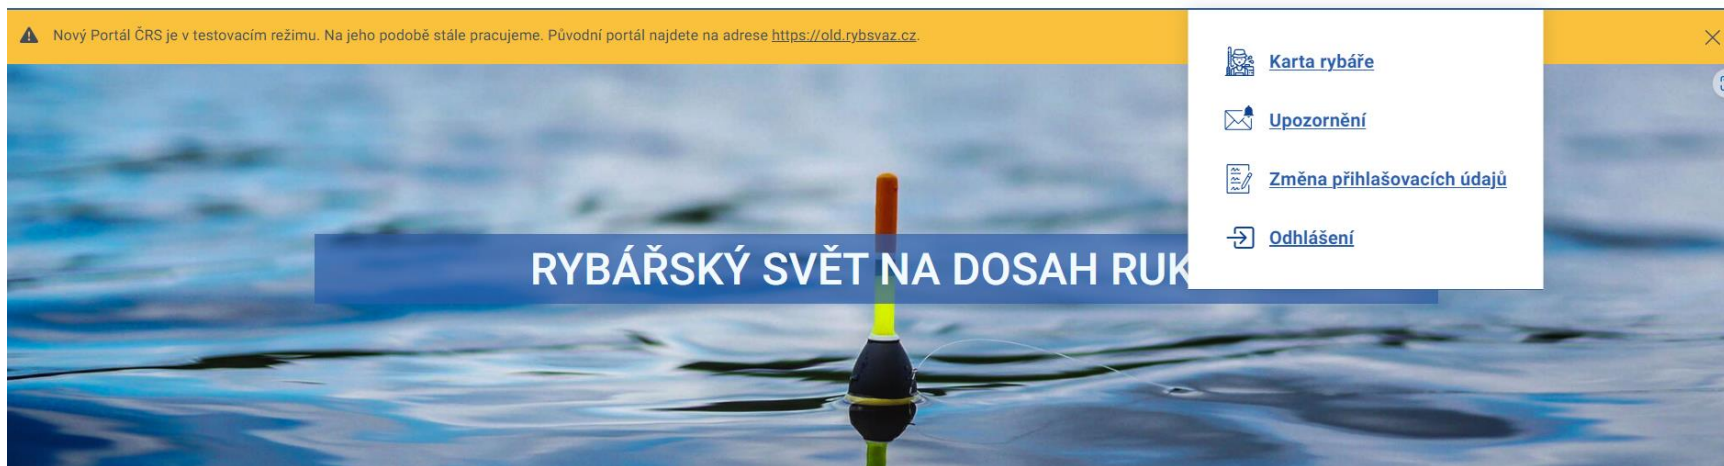 Nový Portál ČRS je v testovacím režimu. Na jeho podobě stále pracujeme. Původní portál najdete na adrese https://old.rybsvaz.cz.
Karta rybáře
Upozornění
Změna přihlašovacích údajů
Odhlášení
RYBÁŘSKÝ SVĚT NA DOSAH RUK